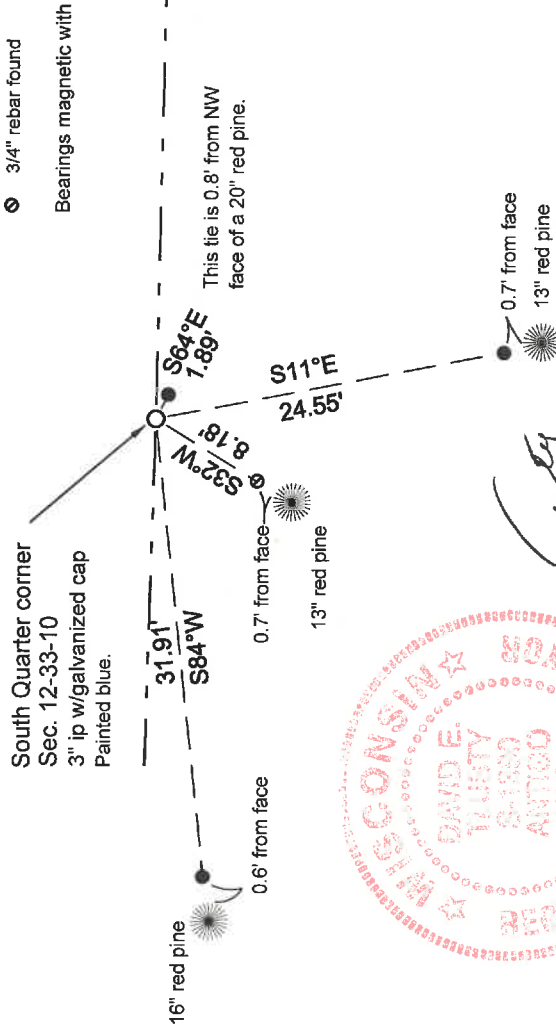 3/4" rebar found
Bearings magnetic with
South Quarter corner
Sec. 12-33-10
3" ip w/galvanized cap
Painted blue.
This tie is 0.8' from NW
face of a 20" red pine.
S64°E
1.89'
S11°E
24.55'
S32°W
8.18'
31.91'
S84°W
0.7' from face
13" red pine
0.7' from face
13" red pine
0.6' from face
16" red pine
WISCONSIN
DAVID E.
TLUSTY
ANTIGO